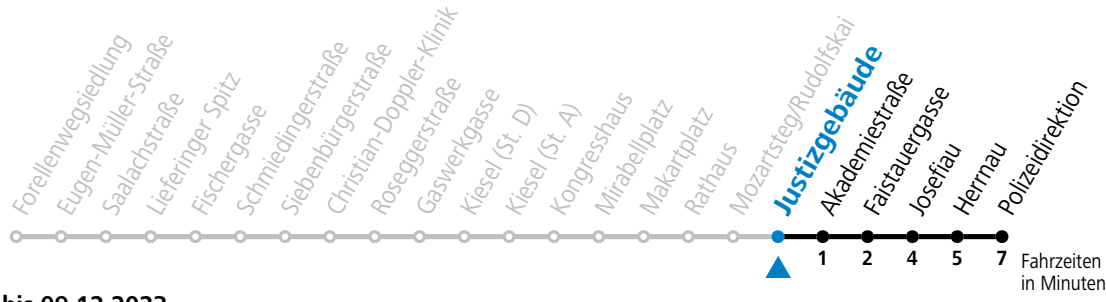 Forellenwegsiedlung
Eugen-Müller-Straße
Saalachstraße
Lieferinger Spitz
Fischergasse
Schmiedingerstraße
Siebenbürgerstraße
Christian-Doppler-Klinik
Roseggerstraße
Gaswerkgasse
Kiesel (St. D)
Kiesel (St. A)
Kongresshaus
Mirabellplatz
Makartplatz
Rathaus
Mozartsteg/Rudolfskai
Justizgebäude
Akademiestraße
Faistauergasse
Josefiau
Herrnau
Polizeidirektion
1 2 4 5 7 Fahrzeiten
in Minuten
bis 09.12.2023